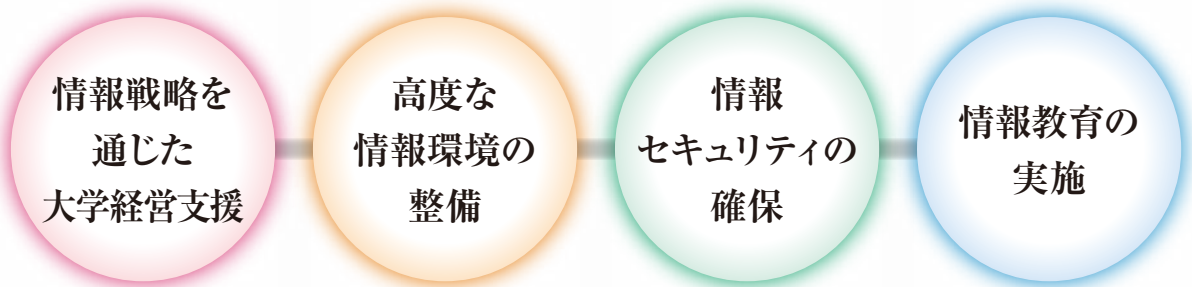 情報戦略を
通じた
大学経営支援
高度な
情報環境の
整備
情報
セキュリティの
確保
情報教育の
実施